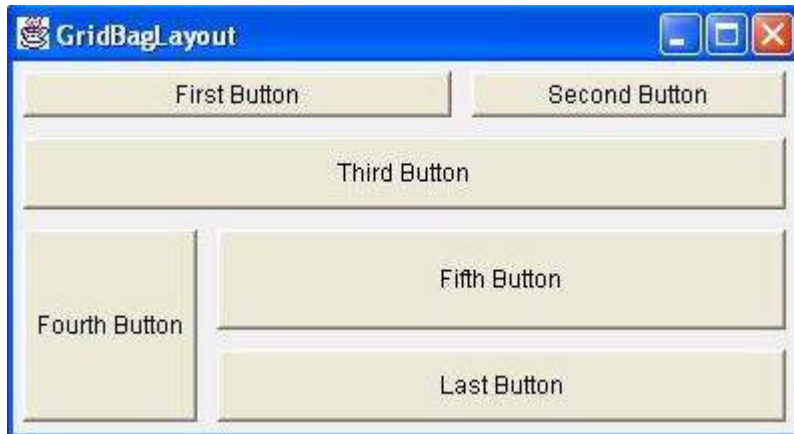 GridBagLayout
First Button
Second Button
Third Button
Fourth Button
Fifth Button
Last Button